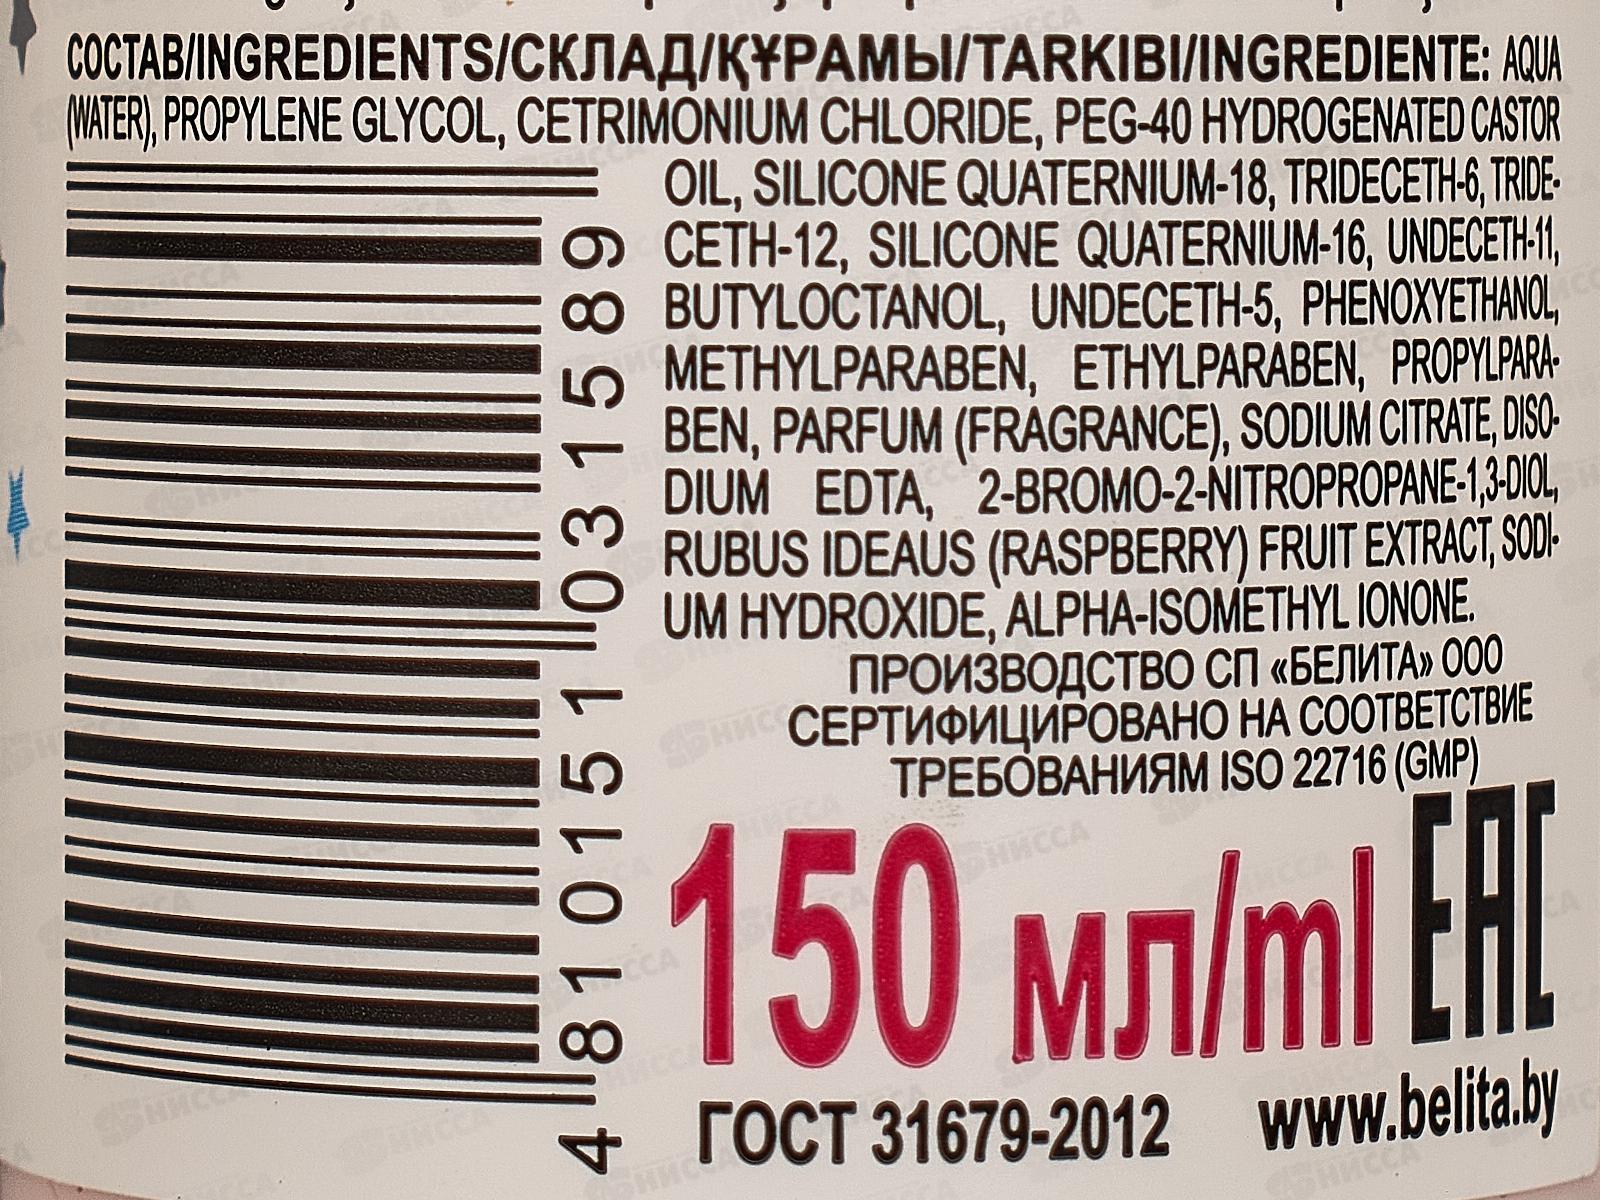 СОСТАВ/INGREDIENTS/СКЛАД/ҚҰРАМЫ/TARKIBI/INGREDIENTE: AQUA
(WATER), PROPYLENE GLYCOL, CETRIMONIUM CHLORIDE, PEG-40 HYDROGENATED CASTOR
OIL, SILICONE QUATERNIUM-18, TRIDECETH-6, TRIDE-
CETH-12, SILICONE QUATERNIUM-16, UNDECETH-11,
BUTYLOCTANOL, UNDECETH-5, PHENOXYETHANOL,
METHYLPARABEN, ETHYLPARABEN, PROPYLPARA-
BEN, PARFUM (FRAGRANCE), SODIUM CITRATE, DISO-
DIUM EDTA, 2-BROMO-2-NITROPROPANE-1,3-DIOL,
RUBUS IDEAUS (RASPBERRY) FRUIT EXTRACT, SODI-
UM HYDROXIDE, ALPHA-ISOMETHYL IONONE.
ПРОИЗВОДСТВО СП «БЕЛИТА» ООО
СЕРТИФИЦИРОВАНО НА СООТВЕТСТВИЕ
ТРЕБОВАНИЯМ ISO 22716 (GMP)
150 мл/ml
EAC
ГОСТ 31679-2012
www.belita.by
4 810151 031589